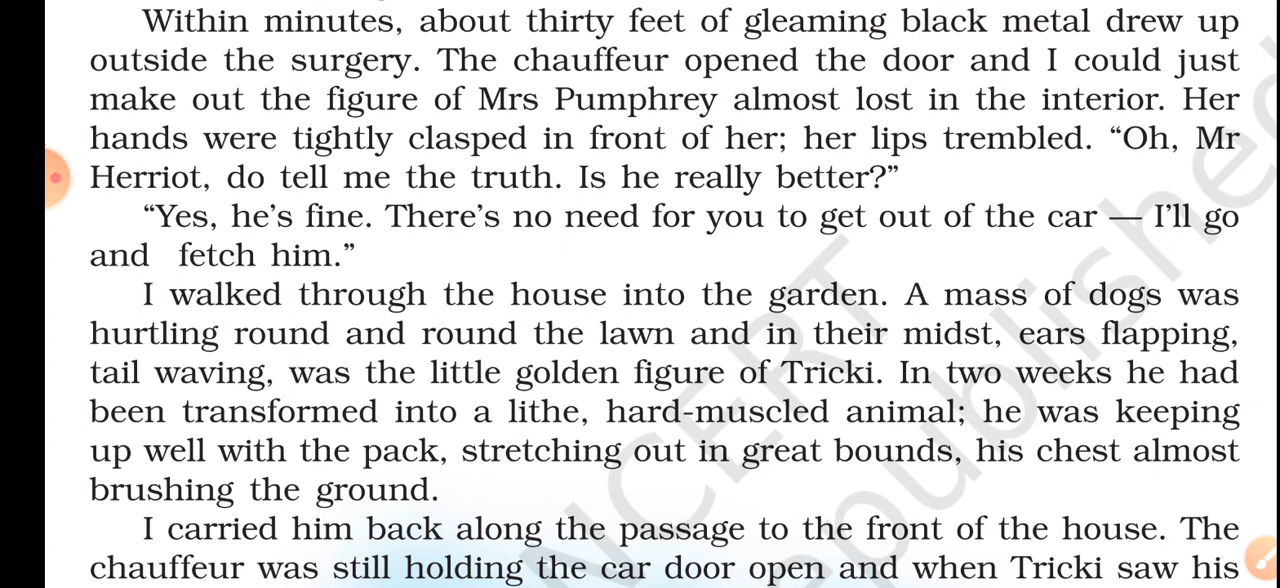 Within minutes, about thirty feet of gleaming black metal drew up
outside the surgery. The chauffeur opened the door and I could just
make out the figure of Mrs Pumphrey almost lost in the interior. Her
hands were tightly clasped in front of her; her lips trembled. “Oh, Mr
Herriot, do tell me the truth. Is he really better?”
“Yes, he’s fine. There’s no need for you to get out of the car — I’ll go
and fetch him.”
I walked through the house into the garden. A mass of dogs was
hurtling round and round the lawn and in their midst, ears flapping,
tail waving, was the little golden figure of Tricki. In two weeks he had
been transformed into a lithe, hard-muscled animal; he was keeping
up well with the pack, stretching out in great bounds, his chest almost
brushing the ground.
I carried him back along the passage to the front of the house. The
chauffeur was still holding the car door open and when Tricki saw his
NCERT
republished